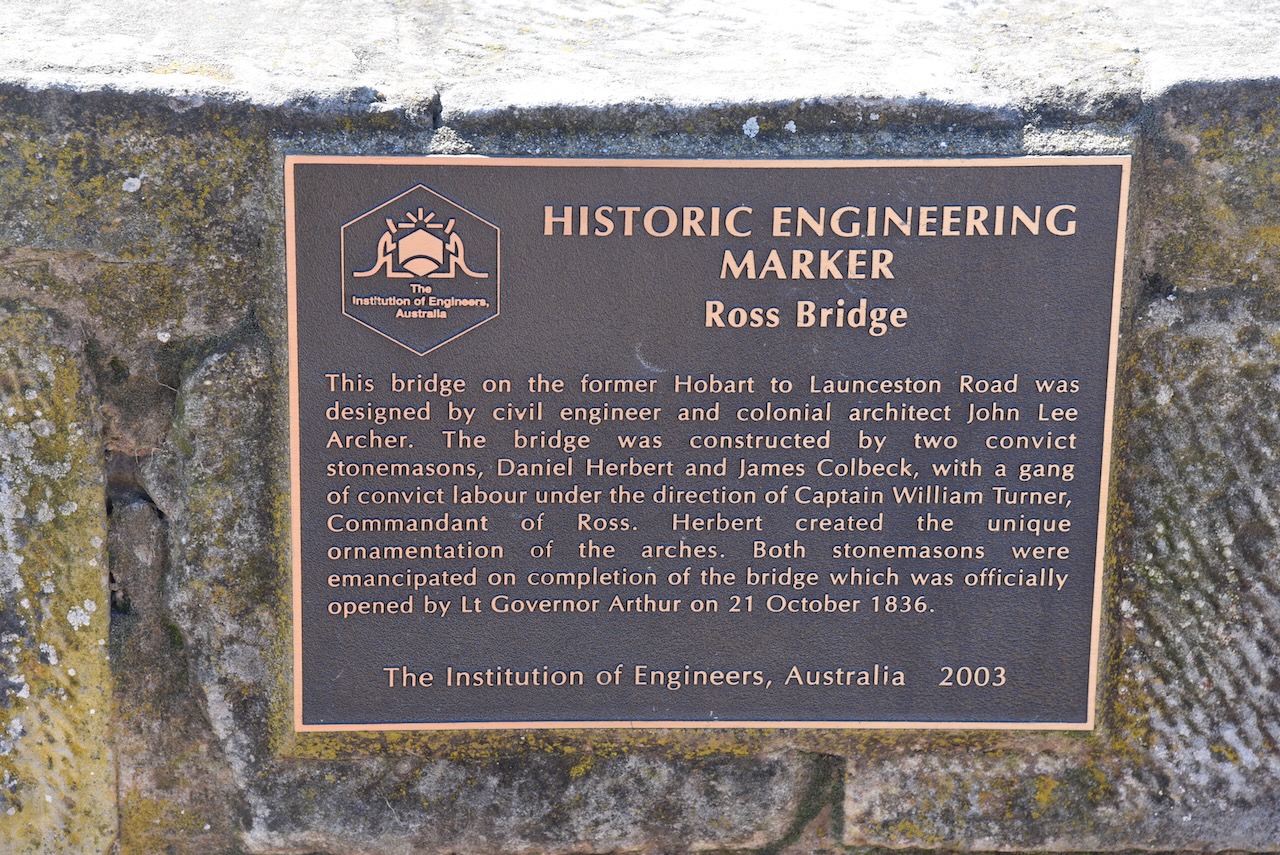 The
Institution of Engineers,
Australia
HISTORIC ENGINEERING
MARKER
Ross Bridge
This bridge on the former Hobart to Launceston Road was
designed by civil engineer and colonial architect John Lee
Archer. The bridge was constructed by two convict
stonemasons, Daniel Herbert and James Colbeck, with a gang
of convict labour under the direction of Captain William Turner,
Commandant of Ross. Herbert created the unique
ornamentation of the arches. Both stonemasons were
emancipated on completion of the bridge which was officially
opened by Lt Governor Arthur on 21 October 1836.
The Institution of Engineers, Australia 2003